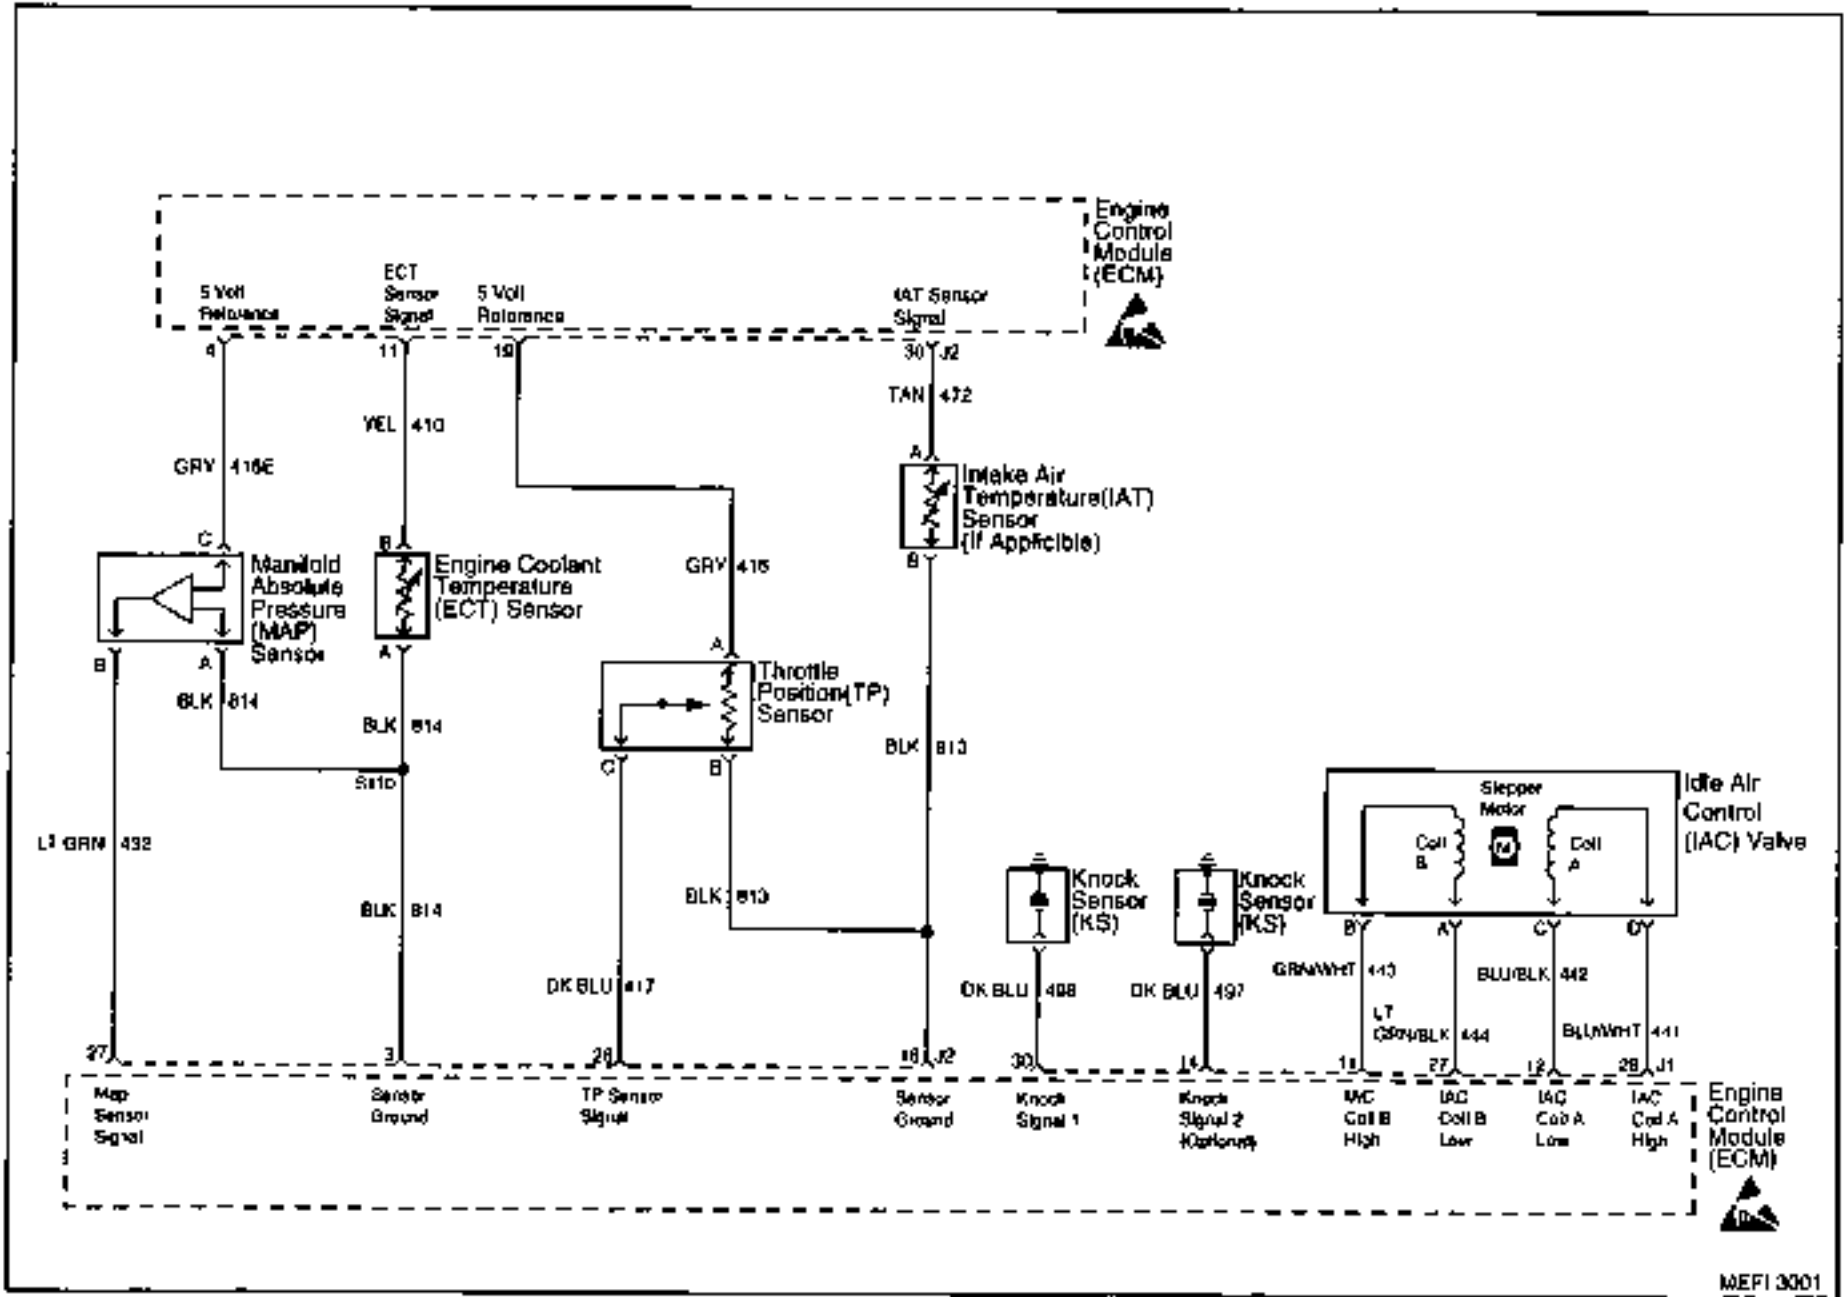 Engine
Control
Module
(ECM)
5 Volt
Reference
ECT
Sensor
Signal
5 Volt
Reference
IAT Sensor
Signal
4
11
19
30 J2
TAN 472
YEL 410
GRY 416E
A
Intake Air
Temperature(IAT)
Sensor
(If Applicible)
B
C
Manifold
Absolute
Pressure
(MAP)
Sensor
B
Engine Coolant
Temperature
(ECT) Sensor
GRY 416
B
A
A
A
Throttle
Position(TP)
Sensor
BLK 814
BLK 814
BLK 813
C
B
LT GRN 432
BLK 814
BLK 813
Knock
Sensor
(KS)
Knock
Sensor
(KS)
Stepper
Motor
Coil
B
M
Coil
A
Idle Air
Control
(IAC) Valve
B
A
C
D
DK BLU 417
DK BLU 498
DK BLU 497
GRN/WHT 443
BLU/BLK 442
LT
GRN/BLK 444
BLU/WHT 441
27
3
26
18 J2
30
14
11
27
12
28 J1
Map
Sensor
Signal
Sensor
Ground
TP Sensor
Signal
Sensor
Ground
Knock
Signal 1
Knock
Signal 2
(Optional)
IAC
Coil B
High
IAC
Coil B
Low
IAC
Coil A
Low
IAC
Coil A
High
Engine
Control
Module
(ECM)
MEFI 3001